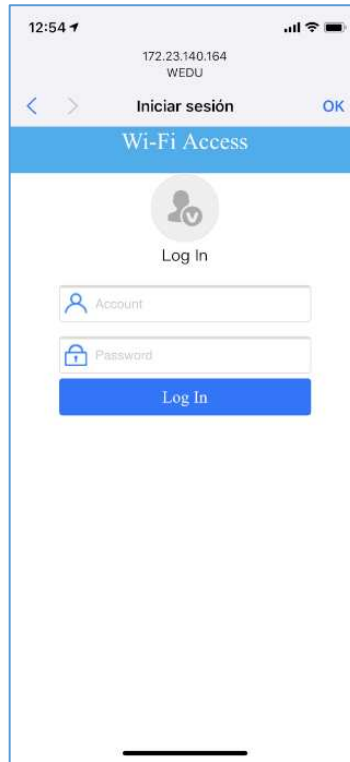 12:54
172.23.140.164
WEDU
Iniciar sesión OK
Wi-Fi Access
Log In
Account
Password
Log In